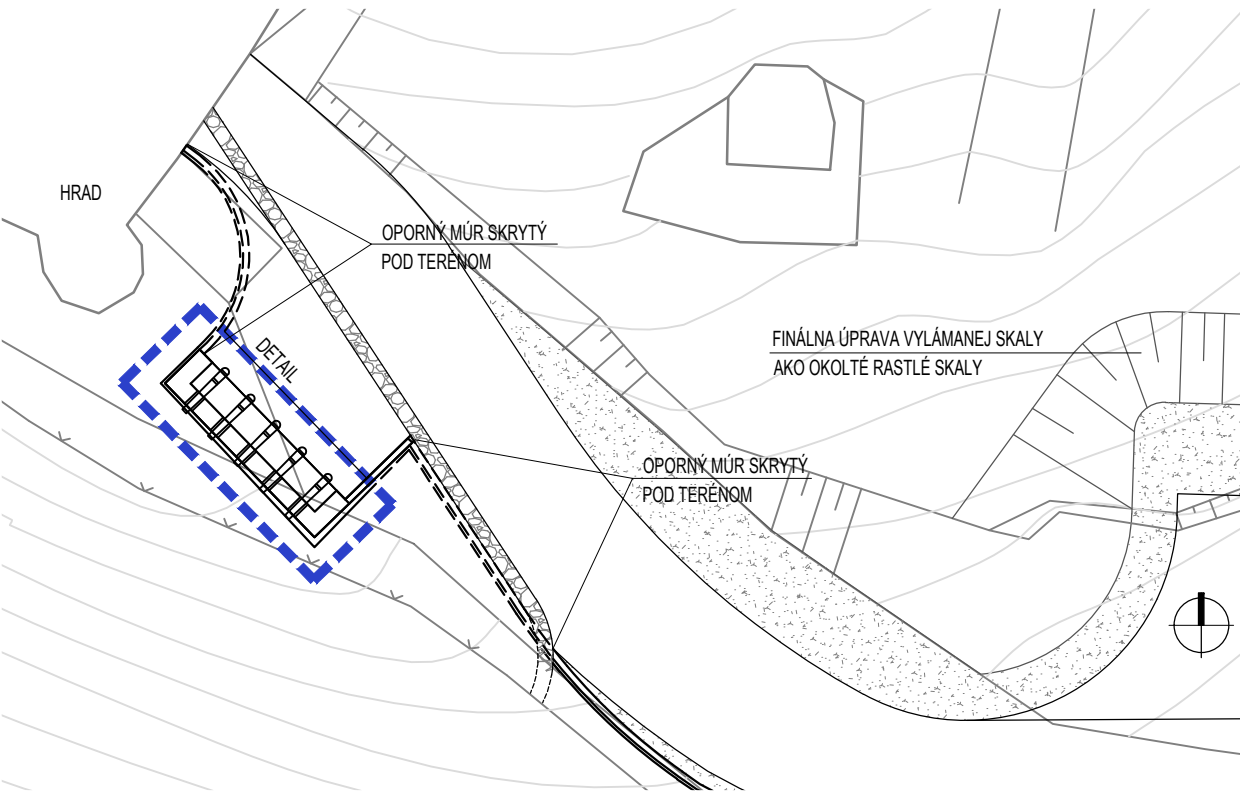 HRAD
OPORNÝ MÚR SKRYTÝ
POD TERÉNOM
DETAIL
FINÁLNA ÚPRAVA VYLÁMANEJ SKALY
AKO OKOLTÉ RASTLÉ SKALY
OPORNÝ MÚR SKRYTÝ
POD TERÉNOM